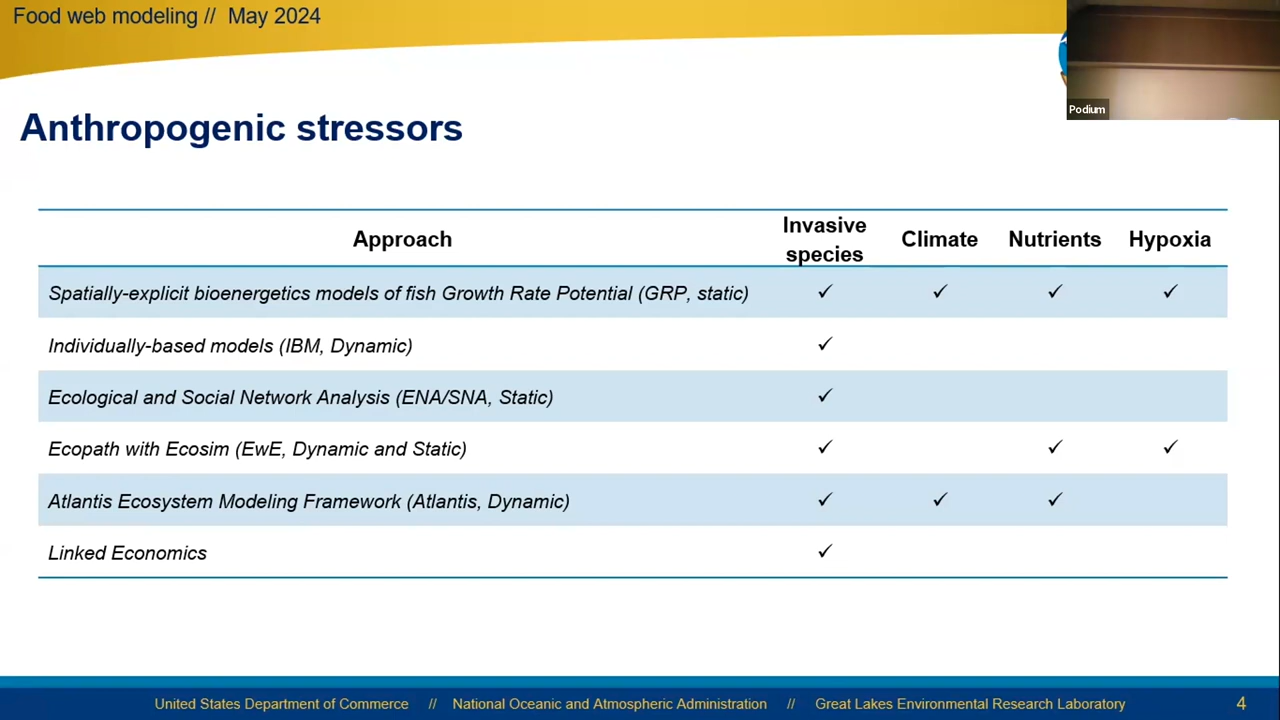 Food web modeling // May 2024
Podium
Anthropogenic stressors
Approach Invasive species Climate Nutrients Hypoxia
Spatially-explicit bioenergetics models of fish Growth Rate Potential (GRP, static) ✓ ✓ ✓ ✓
Individually-based models (IBM, Dynamic) ✓
Ecological and Social Network Analysis (ENA/SNA, Static) ✓
Ecopath with Ecosim (EwE, Dynamic and Static) ✓ ✓ ✓
Atlantis Ecosystem Modeling Framework (Atlantis, Dynamic) ✓ ✓ ✓
Linked Economics ✓
United States Department of Commerce // National Oceanic and Atmospheric Administration // Great Lakes Environmental Research Laboratory 4